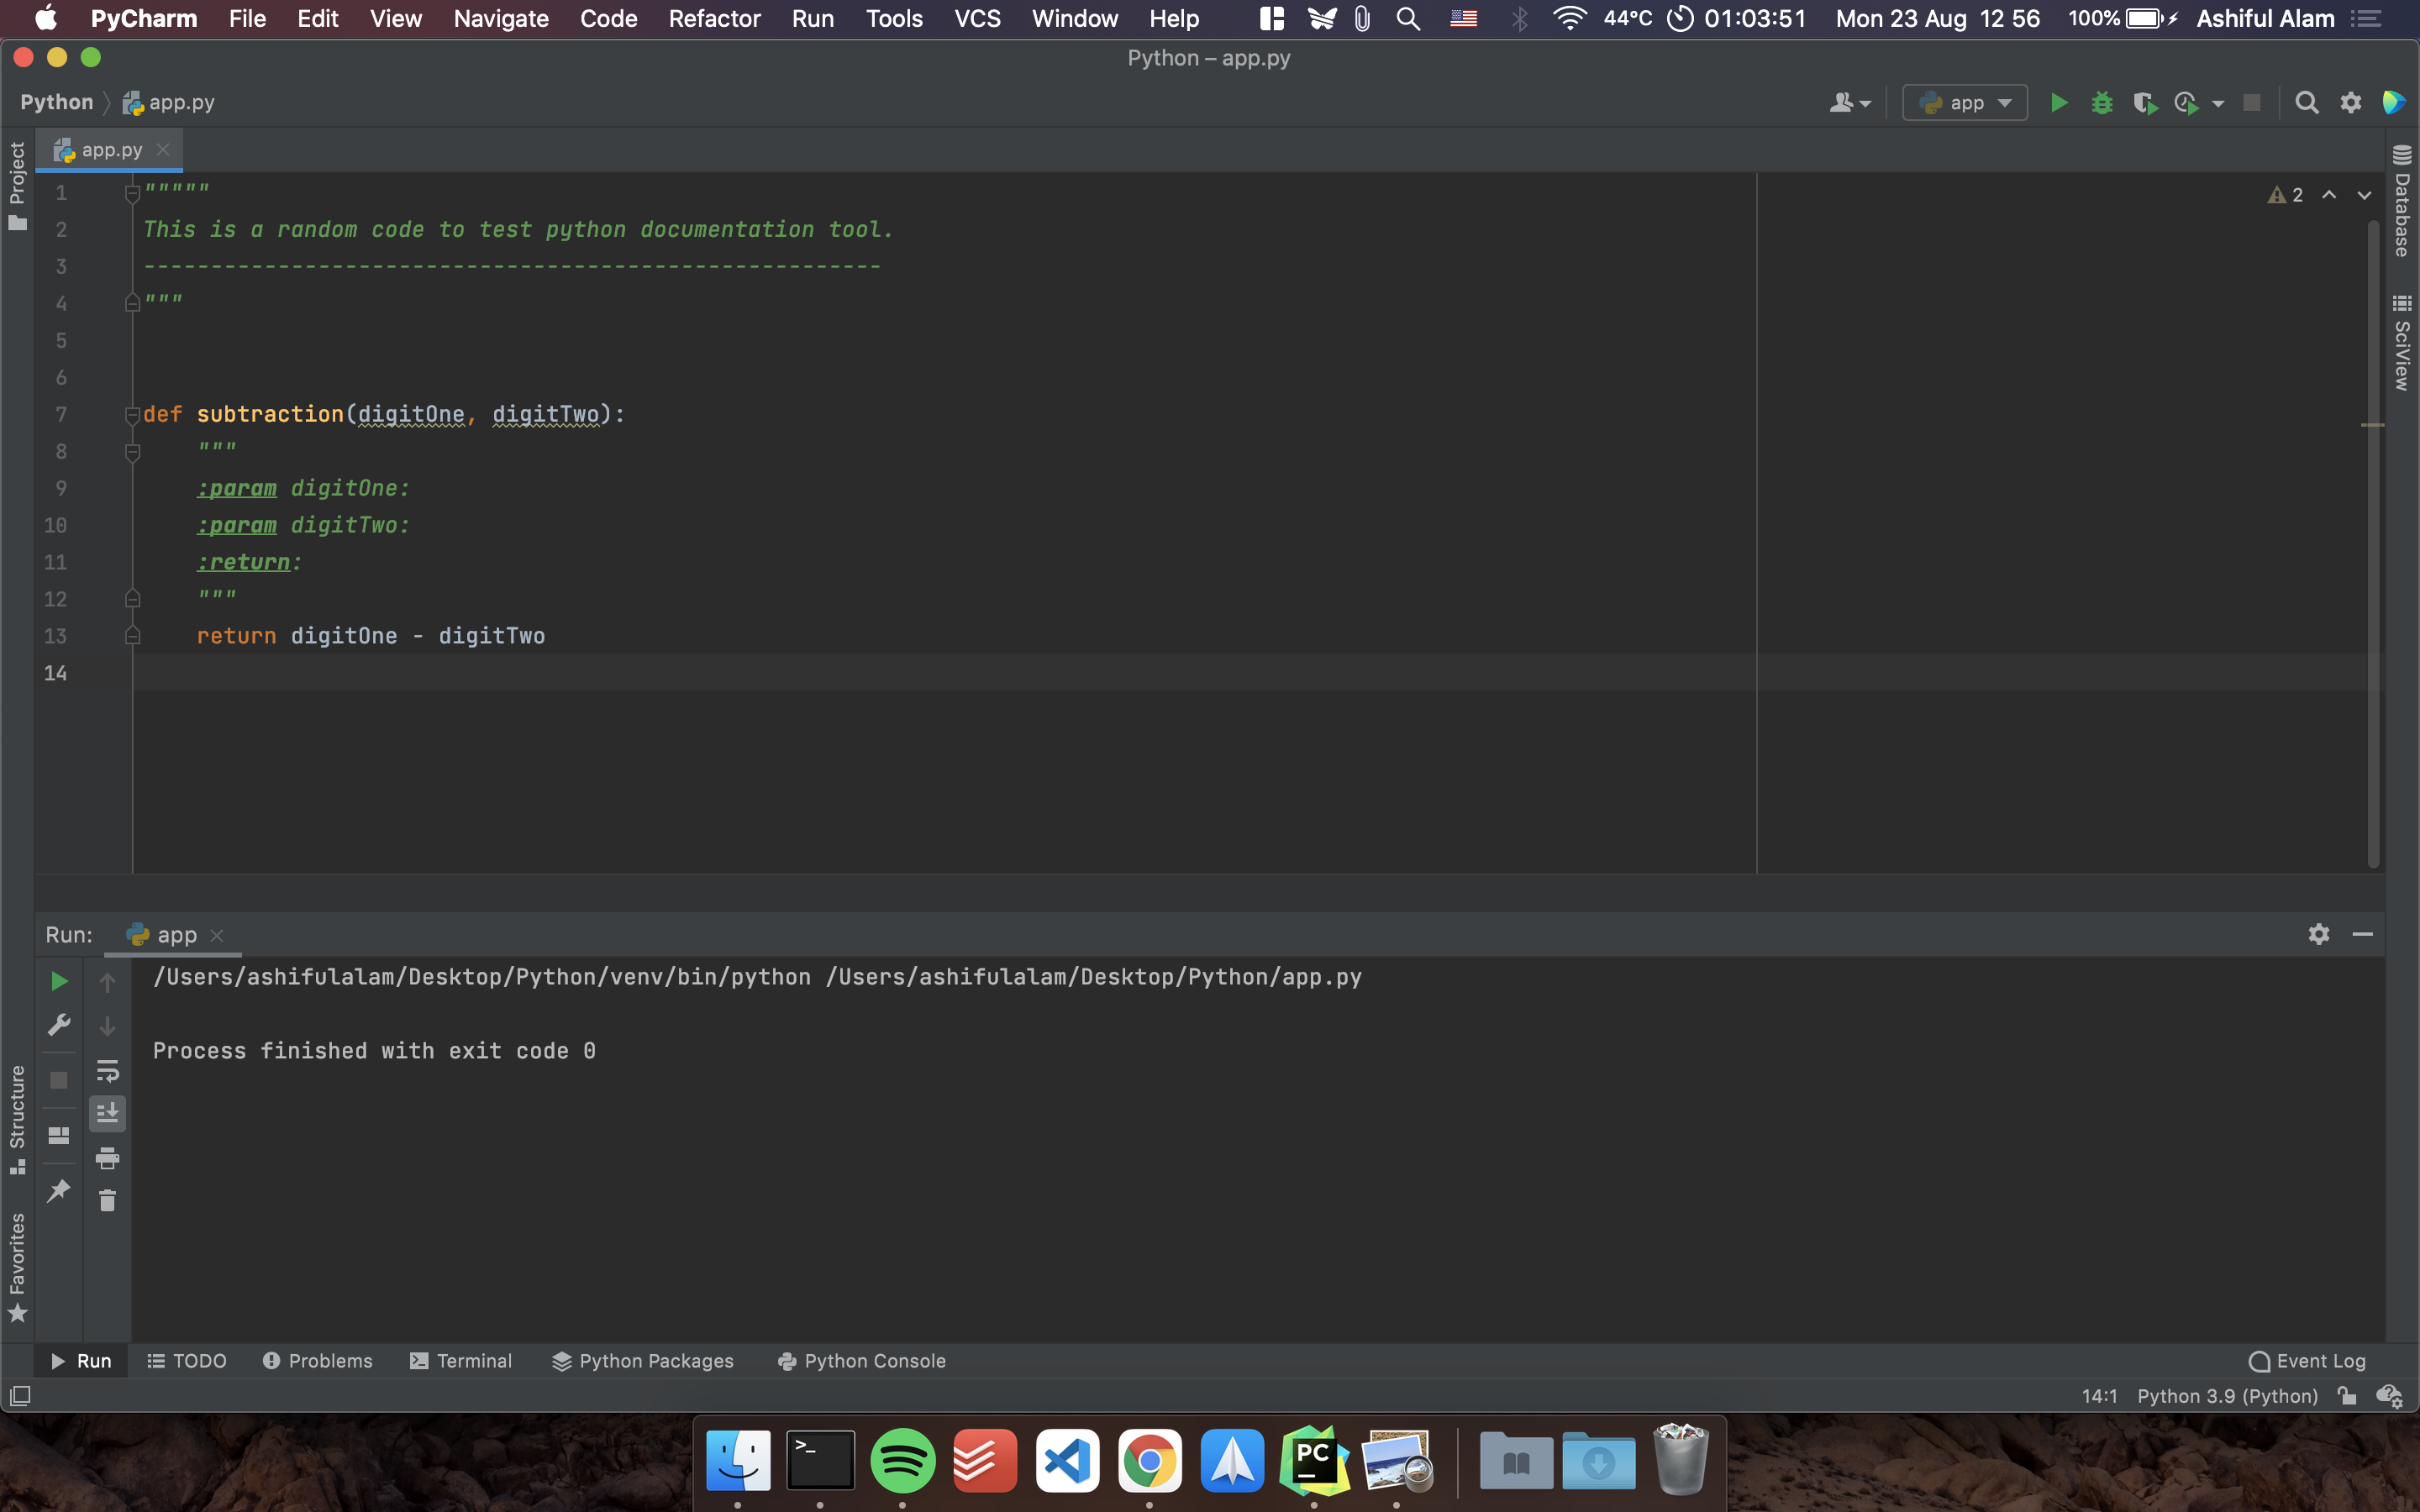 PyCharm File Edit View Navigate Code Refactor Run Tools VCS Window Help 44°C 01:03:51 Mon 23 Aug 12 56 100% Ashiful Alam
Python – app.py
Python app.py app
app.py
Project
Database
SciView
2
1 """""
2 This is a random code to test python documentation tool.
3 -------------------------------------------------------
4 """
5
6
7 def subtraction(digitOne, digitTwo):
8 """
9 :param digitOne:
10 :param digitTwo:
11 :return:
12 """
13 return digitOne - digitTwo
14
Run: app
/Users/ashifulalam/Desktop/Python/venv/bin/python /Users/ashifulalam/Desktop/Python/app.py
Process finished with exit code 0
Structure
Favorites
Run TODO Problems Terminal Python Packages Python Console Event Log
14:1 Python 3.9 (Python)
>_
PC